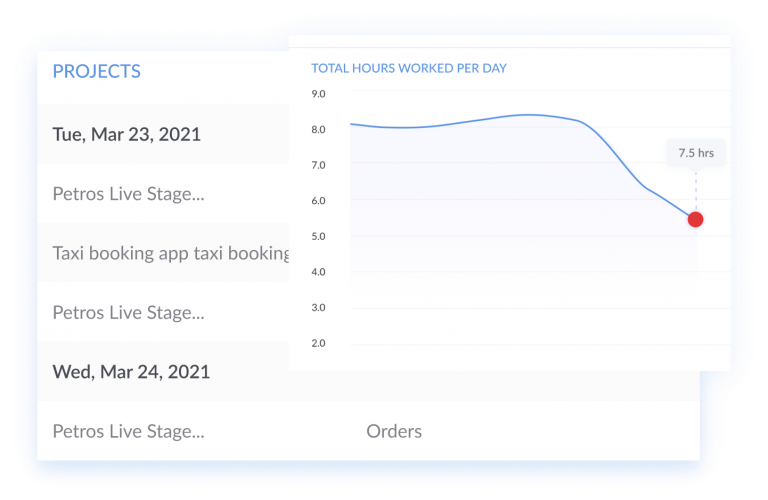 PROJECTS
Tue, Mar 23, 2021
Petros Live Stage...
Taxi booking app taxi booking
Petros Live Stage...
Wed, Mar 24, 2021
Petros Live Stage...
Orders
TOTAL HOURS WORKED PER DAY
9.0
8.0
7.0
6.0
5.0
4.0
3.0
2.0
7.5 hrs